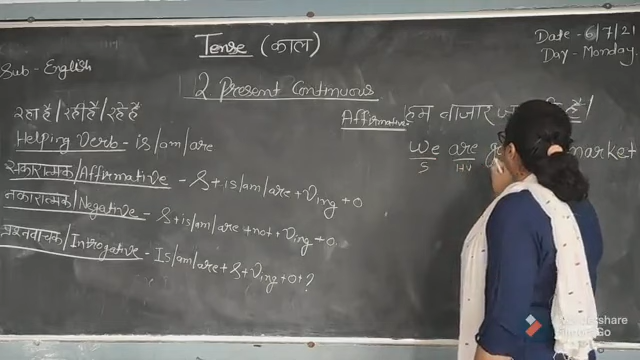 Tense (काल)
Date - 6/7/21
Day - Monday.
Sub - English
2 Present Continuous
रहा है / रही है / रहे हैं
Affirmative
हम बाजार हैं।
Helping Verb - is/am/are
We are market
S HV
सकारात्मक/Affirmative - S+is/am/are+Ving+O
नकारात्मक/Negative - S+is/am/are+not+Ving+O
प्रश्नवाचक/Introgative - Is/am/are+S+Ving+O+?